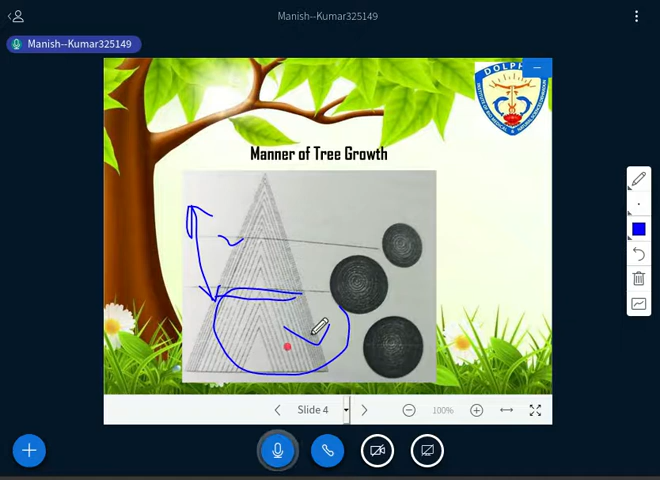 Manish--Kumar325149
Manish--Kumar325149
DOLPH
Manner of Tree Growth
Slide 4
100%